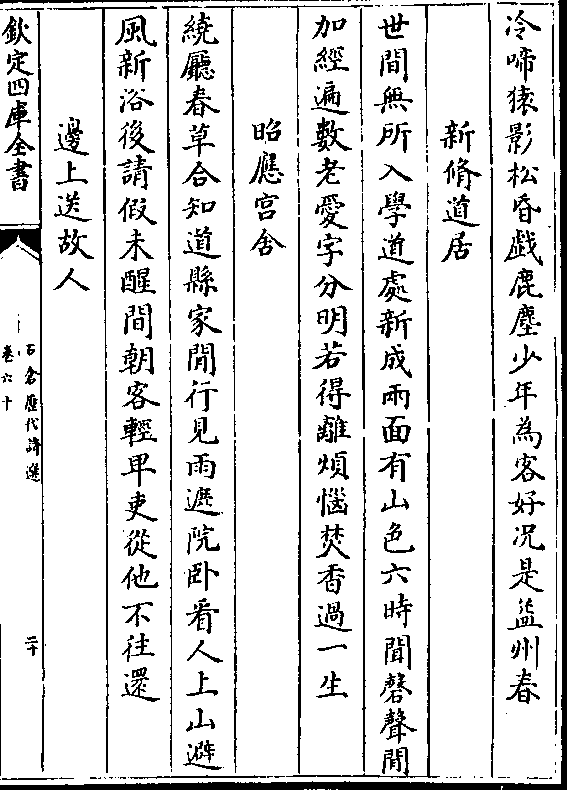 冷啼猿影松昏戯鹿塵少年為客好况是益州春
新脩道居
世間無所入學道處新成兩面有山色六時聞磬聲閒
加經遍數老愛字分明若得離煩惱焚香過一生
昭應宫舍
繞廳春草合知道縣家閒行見雨遮院卧看人上山避
風新浴後請假未醒間朝客輕卑吏從他不往還
邊上送故人
欽定四庫全書
石倉歷代詩選
卷六十
二十